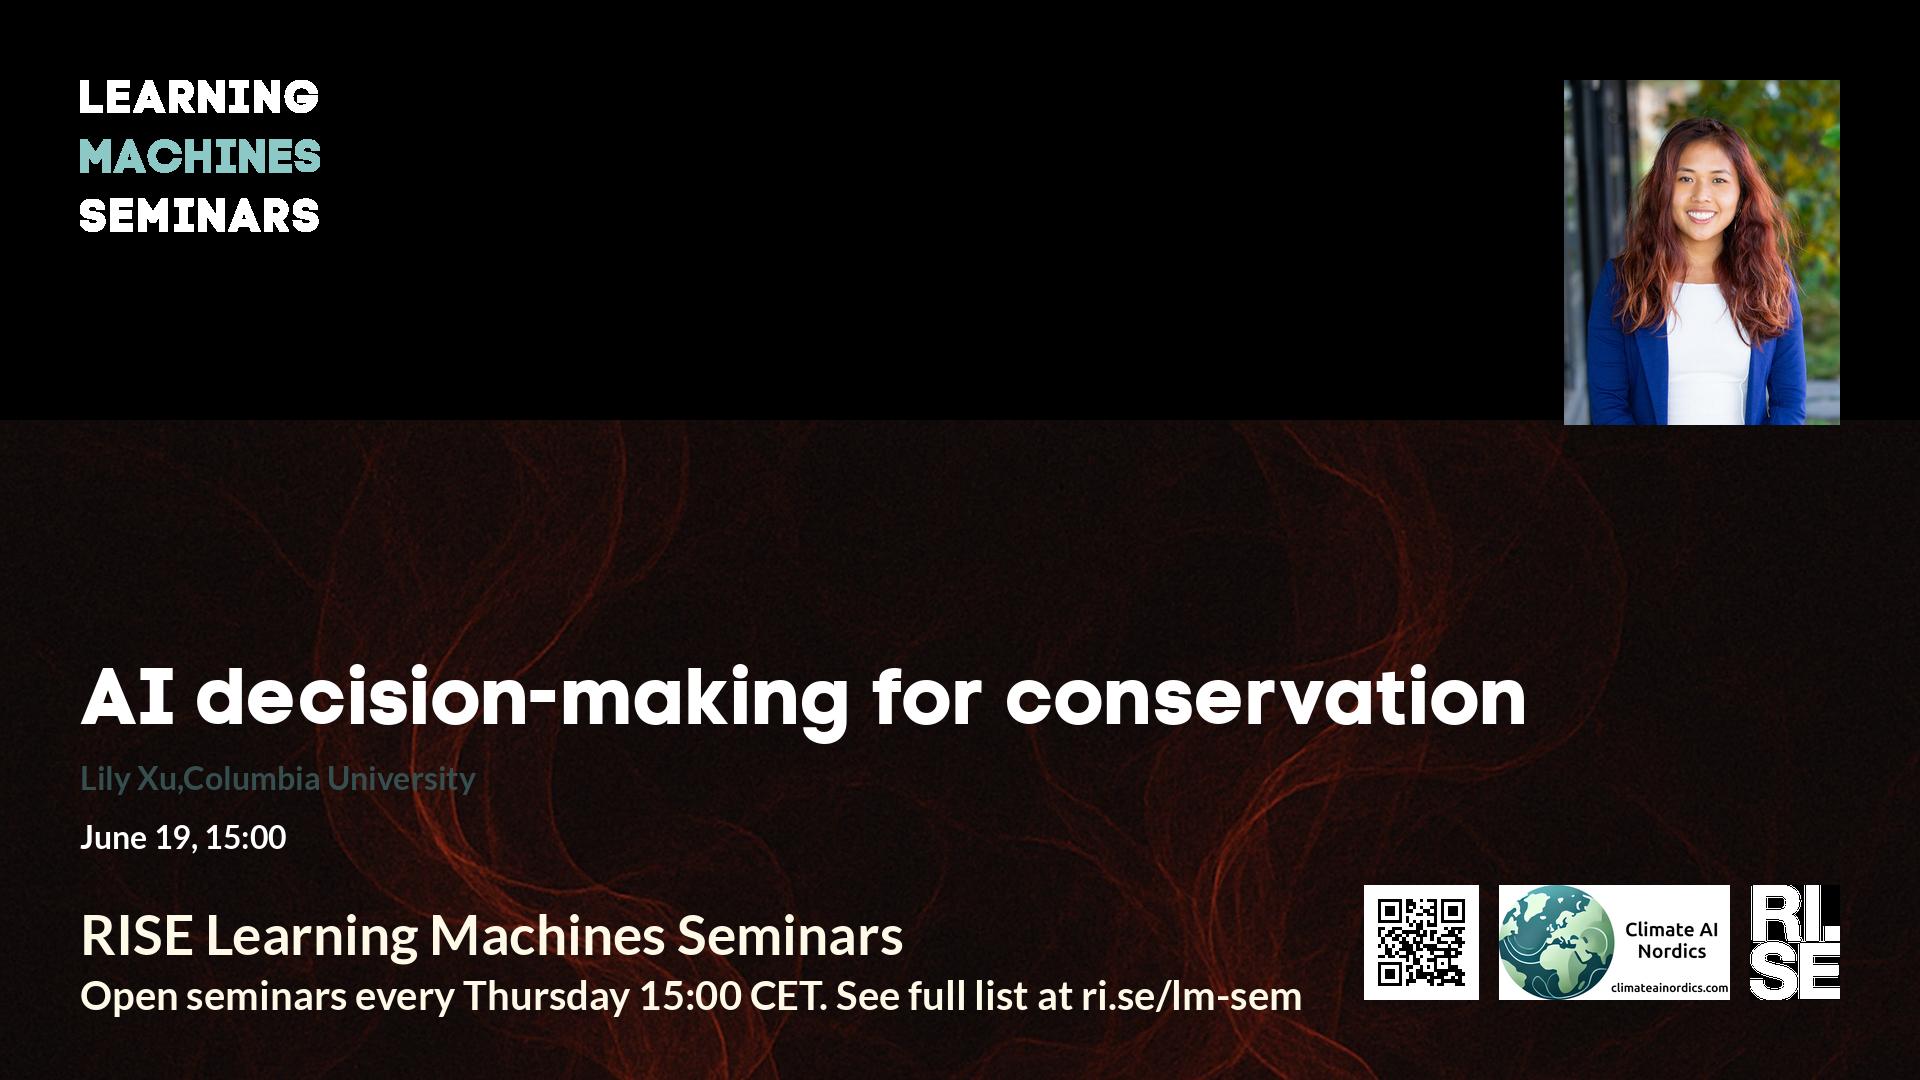 LEARNING
MACHINES
SEMINARS
AI decision-making for conservation
Lily Xu,Columbia University
June 19, 15:00
RISE Learning Machines Seminars
Open seminars every Thursday 15:00 CET. See full list at ri.se/lm-sem
Climate AI
Nordics
climateainordics.com
RI.
SE